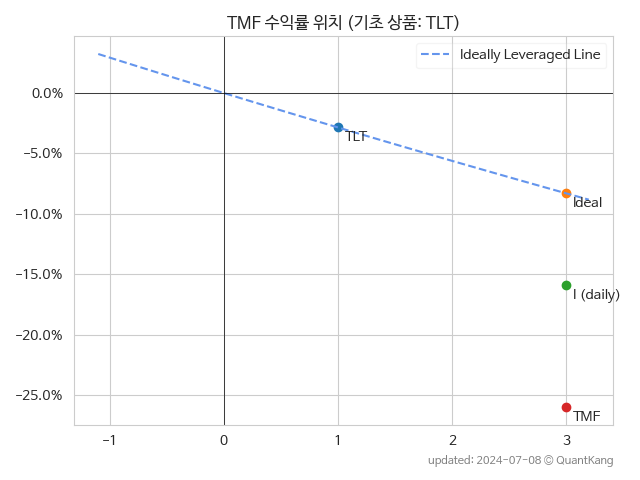 TMF 수익률 위치 (기초 상품: TLT)
Ideally Leveraged Line
0.0%
−5.0%
−10.0%
−15.0%
−20.0%
−25.0%
TLT
Ideal
I (daily)
TMF
−1
0
1
2
3
updated: 2024-07-08 © QuantKang